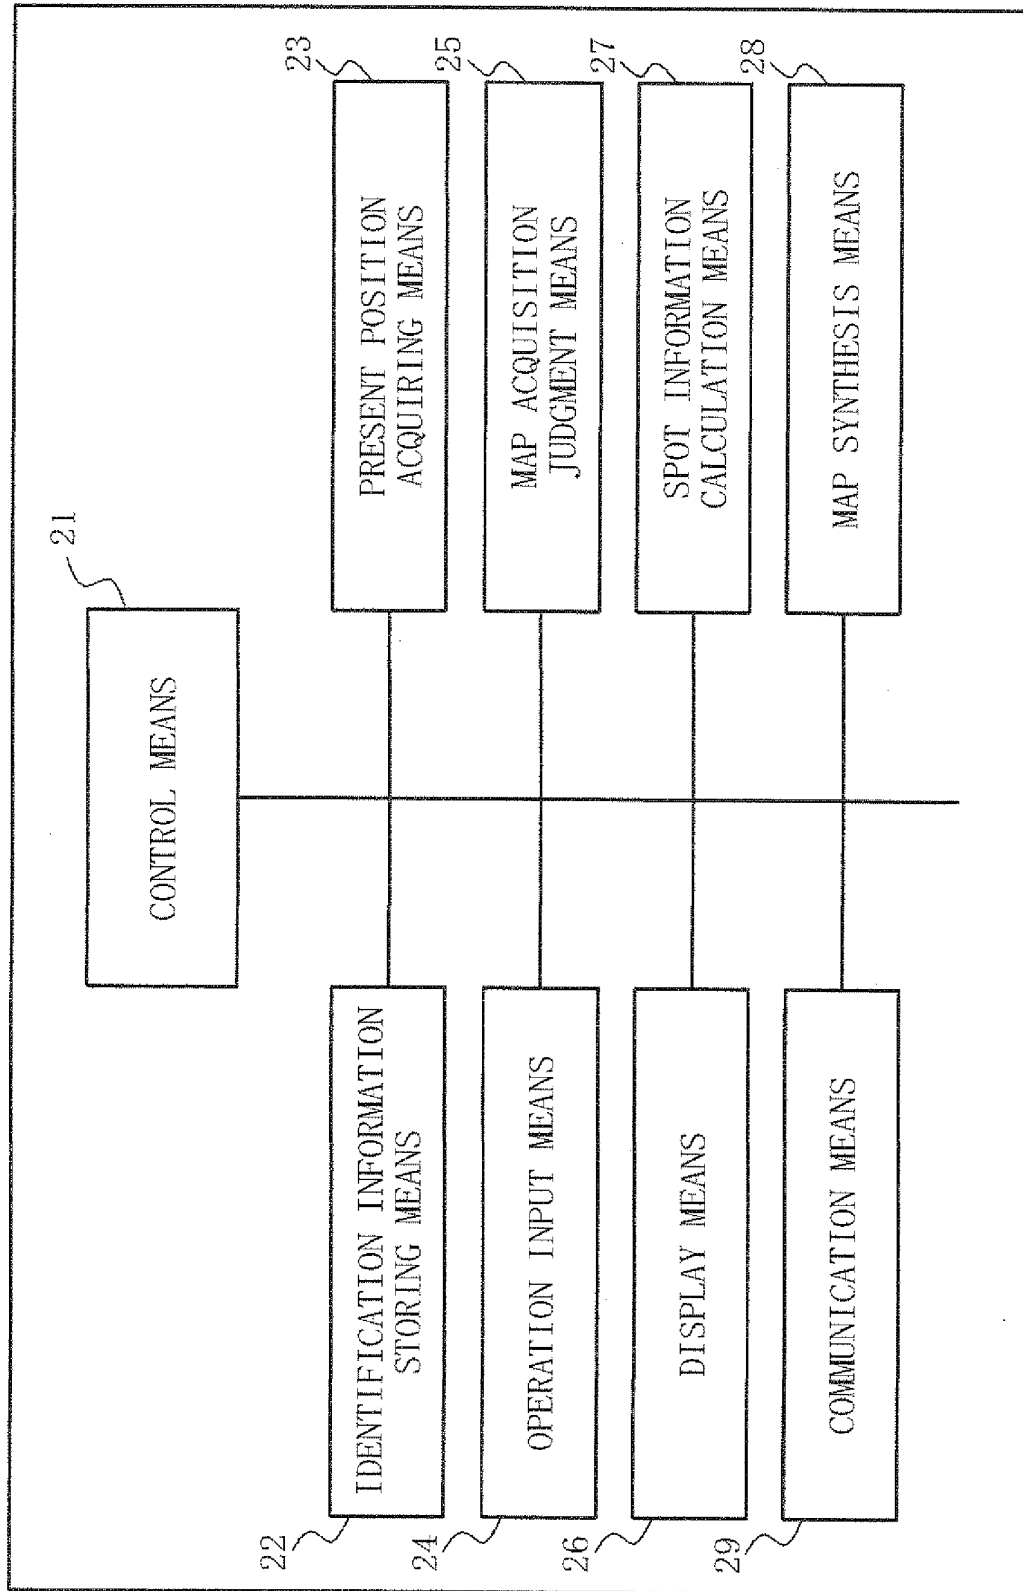 21
CONTROL MEANS
22
IDENTIFICATION INFORMATION
STORING MEANS
23
PRESENT POSITION
ACQUIRING MEANS
24
OPERATION INPUT MEANS
25
MAP ACQUISITION
JUDGMENT MEANS
26
DISPLAY MEANS
27
SPOT INFORMATION
CALCULATION MEANS
29
COMMUNICATION MEANS
28
MAP SYNTHESIS MEANS